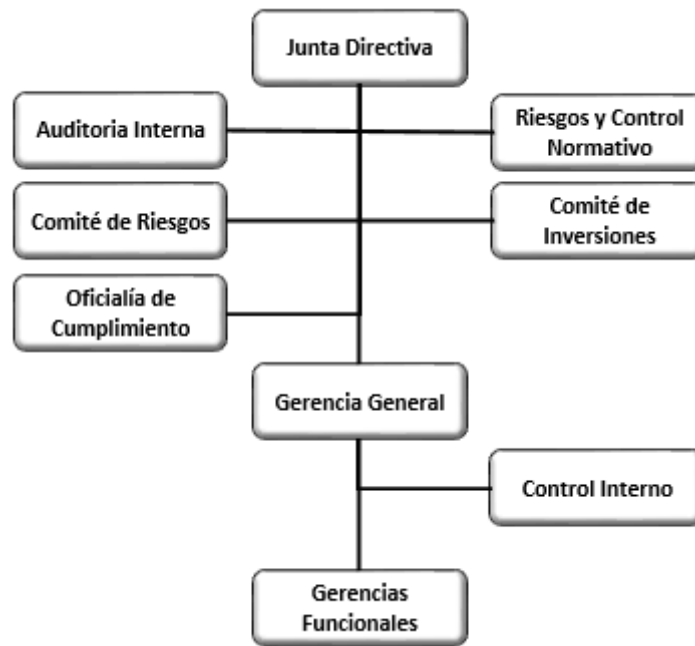 Junta Directiva
Auditoria Interna
Riesgos y Control
Normativo
Comité de Riesgos
Comité de
Inversiones
Oficialía de
Cumplimiento
Gerencia General
Control Interno
Gerencias
Funcionales